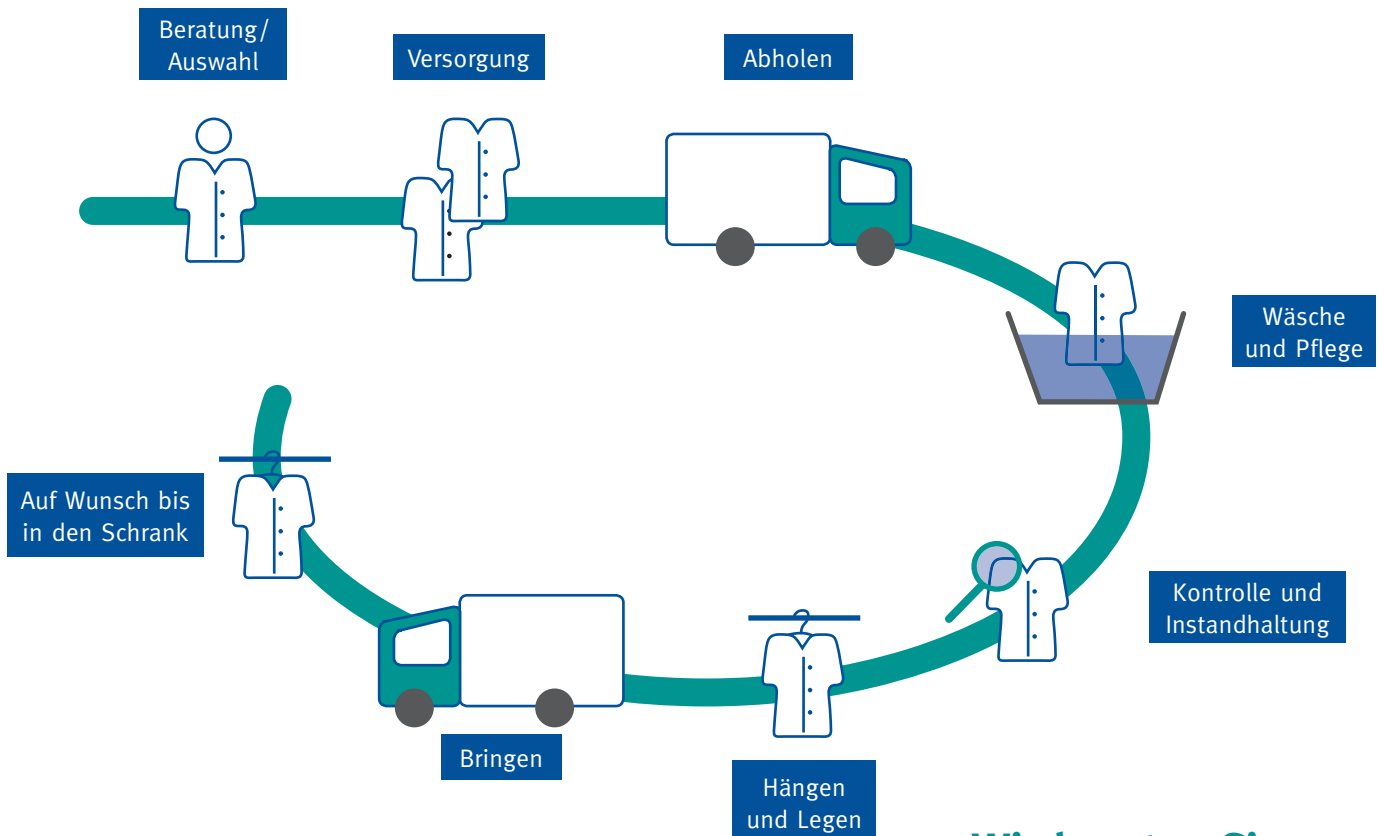 Beratung/
Auswahl
Versorgung
Abholen
Wäsche
und Pflege
Kontrolle und
Instandhaltung
Hängen
und Legen
Bringen
Auf Wunsch bis
in den Schrank